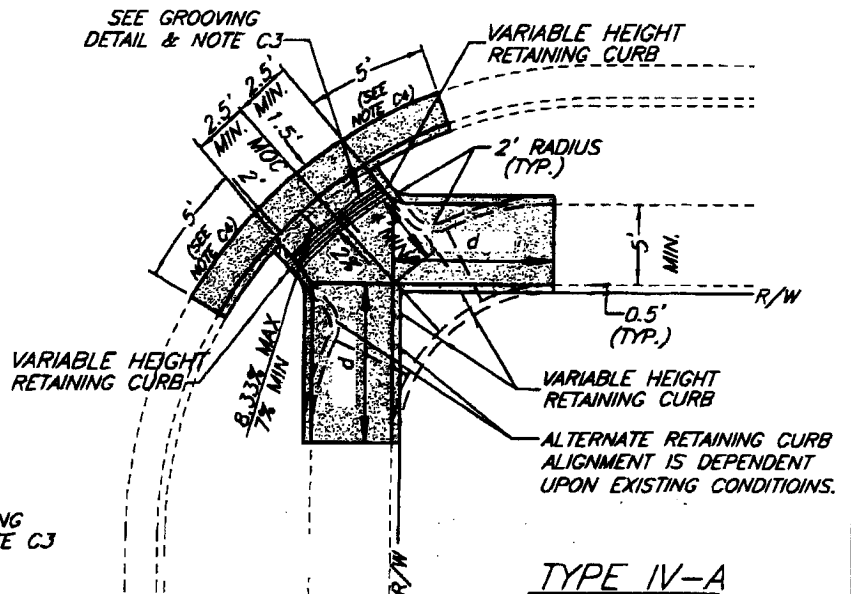 SEE GROOVING
DETAIL & NOTE C3
VARIABLE HEIGHT
RETAINING CURB
2.5'
MIN.
2.5'
MIN.
5'
(SEE
NOTE C4)
1.5'
MOC
2'
5'
(SEE
NOTE C4)
2' RADIUS
(TYP.)
4'
MIN
d
5'
MIN.
R/W
0.5'
(TYP.)
VARIABLE HEIGHT
RETAINING CURB
8.33% MAX
7% MIN
d
VARIABLE HEIGHT
RETAINING CURB
ALTERNATE RETAINING CURB
ALIGNMENT IS DEPENDENT
UPON EXISTING CONDITIOINS.
NG
TE C3
R/W
TYPE IV-A